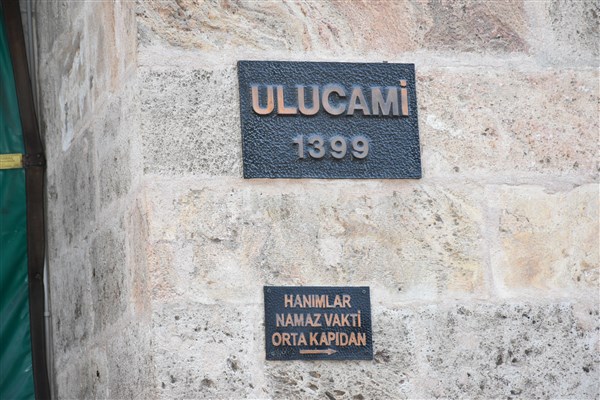 ULUCAMİ
1399
HANIMLAR
NAMAZ VAKTİ
ORTA KAPIDAN